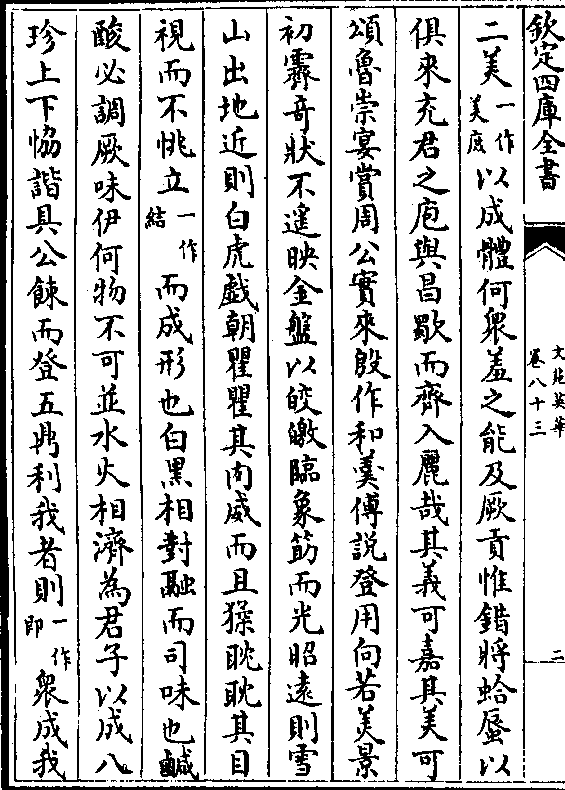 欽定四庫全書
文苑英華
卷八十三
二
二美一作美底以成體何衆羞之能及厥貢惟錯將蛤蜃以
俱來充君之庖與昌歜而齊入麗哉其義可嘉其美可
頌魯崇宴賞周公實來殷作和羮傅說登用向若美景
初霽奇狀不遙映金盤以皎皦臨象筯而光昭遠則雪
山出地近則白虎戲朝瞿瞿其内威而且猱眈眈其目
視而不恌立一作結而成形也白黑相對融而司味也鹹
酸必調厥味伊何物不可並水火相濟為君子以成八
珍上下恊諧具公餗而登五鼎利我者則一作即衆成我